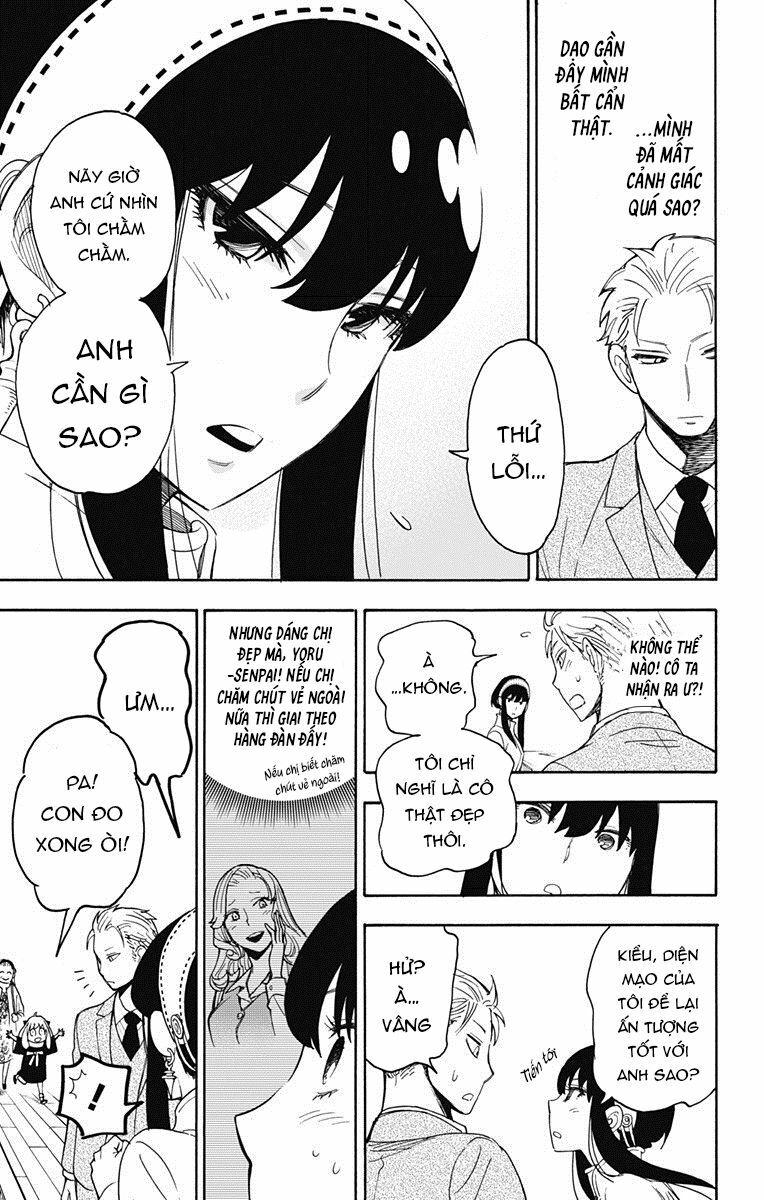 ...MÌNH
ĐÃ MẤT
CẢNH GIÁC
QUÁ SAO?
DẠO GẦN
ĐÂY MÌNH
BẤT CẨN
THẬT.
THỨ
LỖI...
NÃY GIỜ
ANH CỨ NHÌN
TÔI CHẰM
CHẰM.
ANH
CẦN GÌ
SAO?
KHÔNG THỂ
NÀO! CÔ TA
NHẬN RA Ư?!
À
...KHÔNG.
TÔI CHỈ
NGHĨ LÀ CÔ
THẬT ĐẸP
THÔI.
KIỂU, DIỆN
MẠO CỦA
TÔI ĐỂ LẠI
ẤN TƯỢNG
TỐT VỚI
ANH SAO?
Tiến tới
HỬ?
À...
VÂNG
NHƯNG DÁNG CHỊ
ĐẸP MÀ, YORU
-SENPAI! NẾU CHỊ
CHĂM CHÚT VẺ NGOÀI
NỮA THÌ GIAI THEO
HÀNG ĐÀN ĐẤY!
Nếu chị biết chăm
chút vẻ ngoài!
ƯM...
PA!
CON ĐO
XONG ÒI!
!